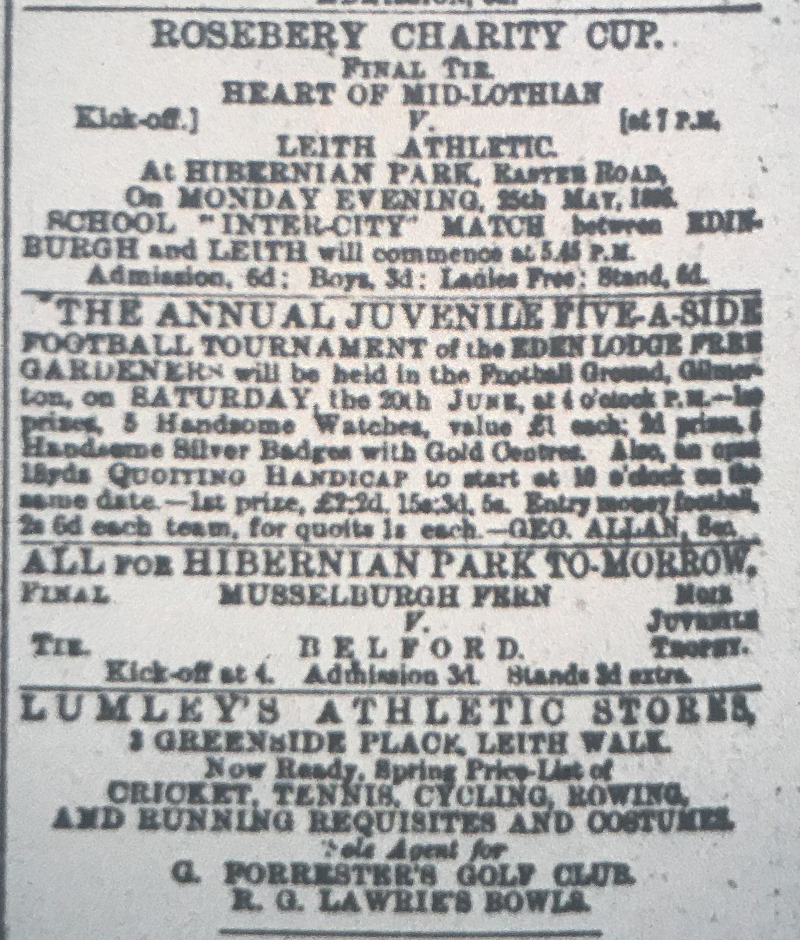 ROSEBERY CHARITY CUP.
FINAL TIE
HEART OF MID-LOTHIAN
Kick-off.] V. [at 7 P.M.
LEITH ATHLETIC.
At HIBERNIAN PARK, EASTER ROAD,
On MONDAY EVENING, 25th MAY,
SCHOOL "INTER-CITY" MATCH between EDIN-
BURGH and LEITH will commence at 5.45 P.M.
Admission, 6d; Boys, 3d; Ladies Free; Stand, 6d.
THE ANNUAL JUVENILE FIVE-A-SIDE
FOOTBALL TOURNAMENT of the EDEN LODGE FREE
GARDENERS will be held in the Football Ground, Gilmer-
ton, on SATURDAY, the 20th JUNE, at 4 o'clock P.M.—1st
prizes, 5 Handsome Watches, value £1 each; 2d prizes, 5
Handsome Silver Badges with Gold Centres. Also, an open
18yds QUOITING HANDICAP to start at 10 o'clock on the
same date.—1st prize, £2; 2d, 15s; 3d, 5s. Entry money football,
2s 6d each team, for quoits 1s each.—GEO. ALLAN, Sec.
ALL FOR HIBERNIAN PARK TO-MORROW.
FINAL MUSSELBURGH FERN
V. JUVENILE
TIE. BELFORD. TROPHY.
Kick-off at 4. Admission 3d. Stands 3d extra.
LUMLEY'S ATHLETIC STORES,
3 GREENSIDE PLACE, LEITH WALK.
Now Ready, Spring Price-List of
CRICKET, TENNIS, CYCLING, ROWING,
AND RUNNING REQUISITES AND COSTUMES.
Sole Agent for
G. FORRESTER'S GOLF CLUB.
R. G. LAWRIE'S BOWLS.